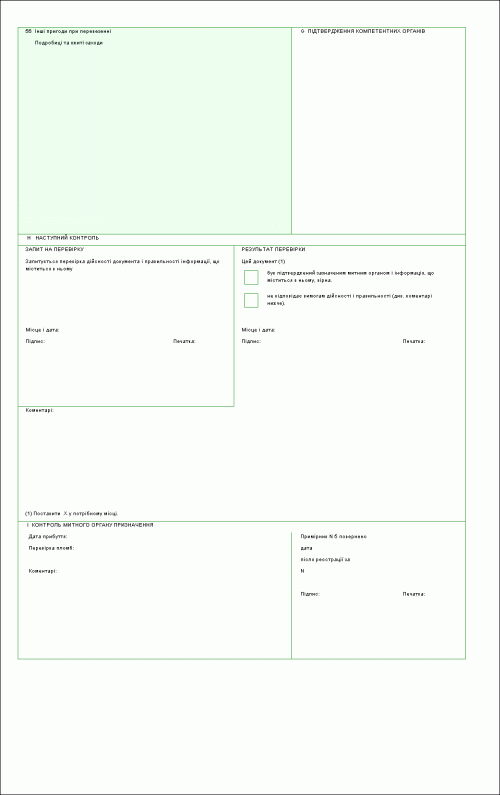 56 Інші пригоди при перевезенні
Подробиці та вжиті заходи
G ПІДТВЕРДЖЕННЯ КОМПЕТЕНТНИХ ОРГАНІВ
H НАСТУПНИЙ КОНТРОЛЬ
ЗАПИТ НА ПЕРЕВІРКУ
Запитується перевірка дійсності документа і правильності інформації, що
міститься в ньому
Місце і дата:
Підпис: Печатка:
РЕЗУЛЬТАТ ПЕРЕВІРКИ
Цей документ (1)
був підтверджений зазначеним митним органом і інформація, що
міститься в ньому, вірна.
не відповідає вимогам дійсності і правильності (див. коментарі
нижче).
Місце і дата:
Підпис: Печатка:
Коментарі:
(1) Поставити X у потрібному місці.
I КОНТРОЛЬ МИТНОГО ОРГАНУ ПРИЗНАЧЕННЯ
Дата прибуття:
Перевірка пломб:
Коментарі:
Примірник N 5 повернено
дата
після реєстрації за
N
Підпис: Печатка: